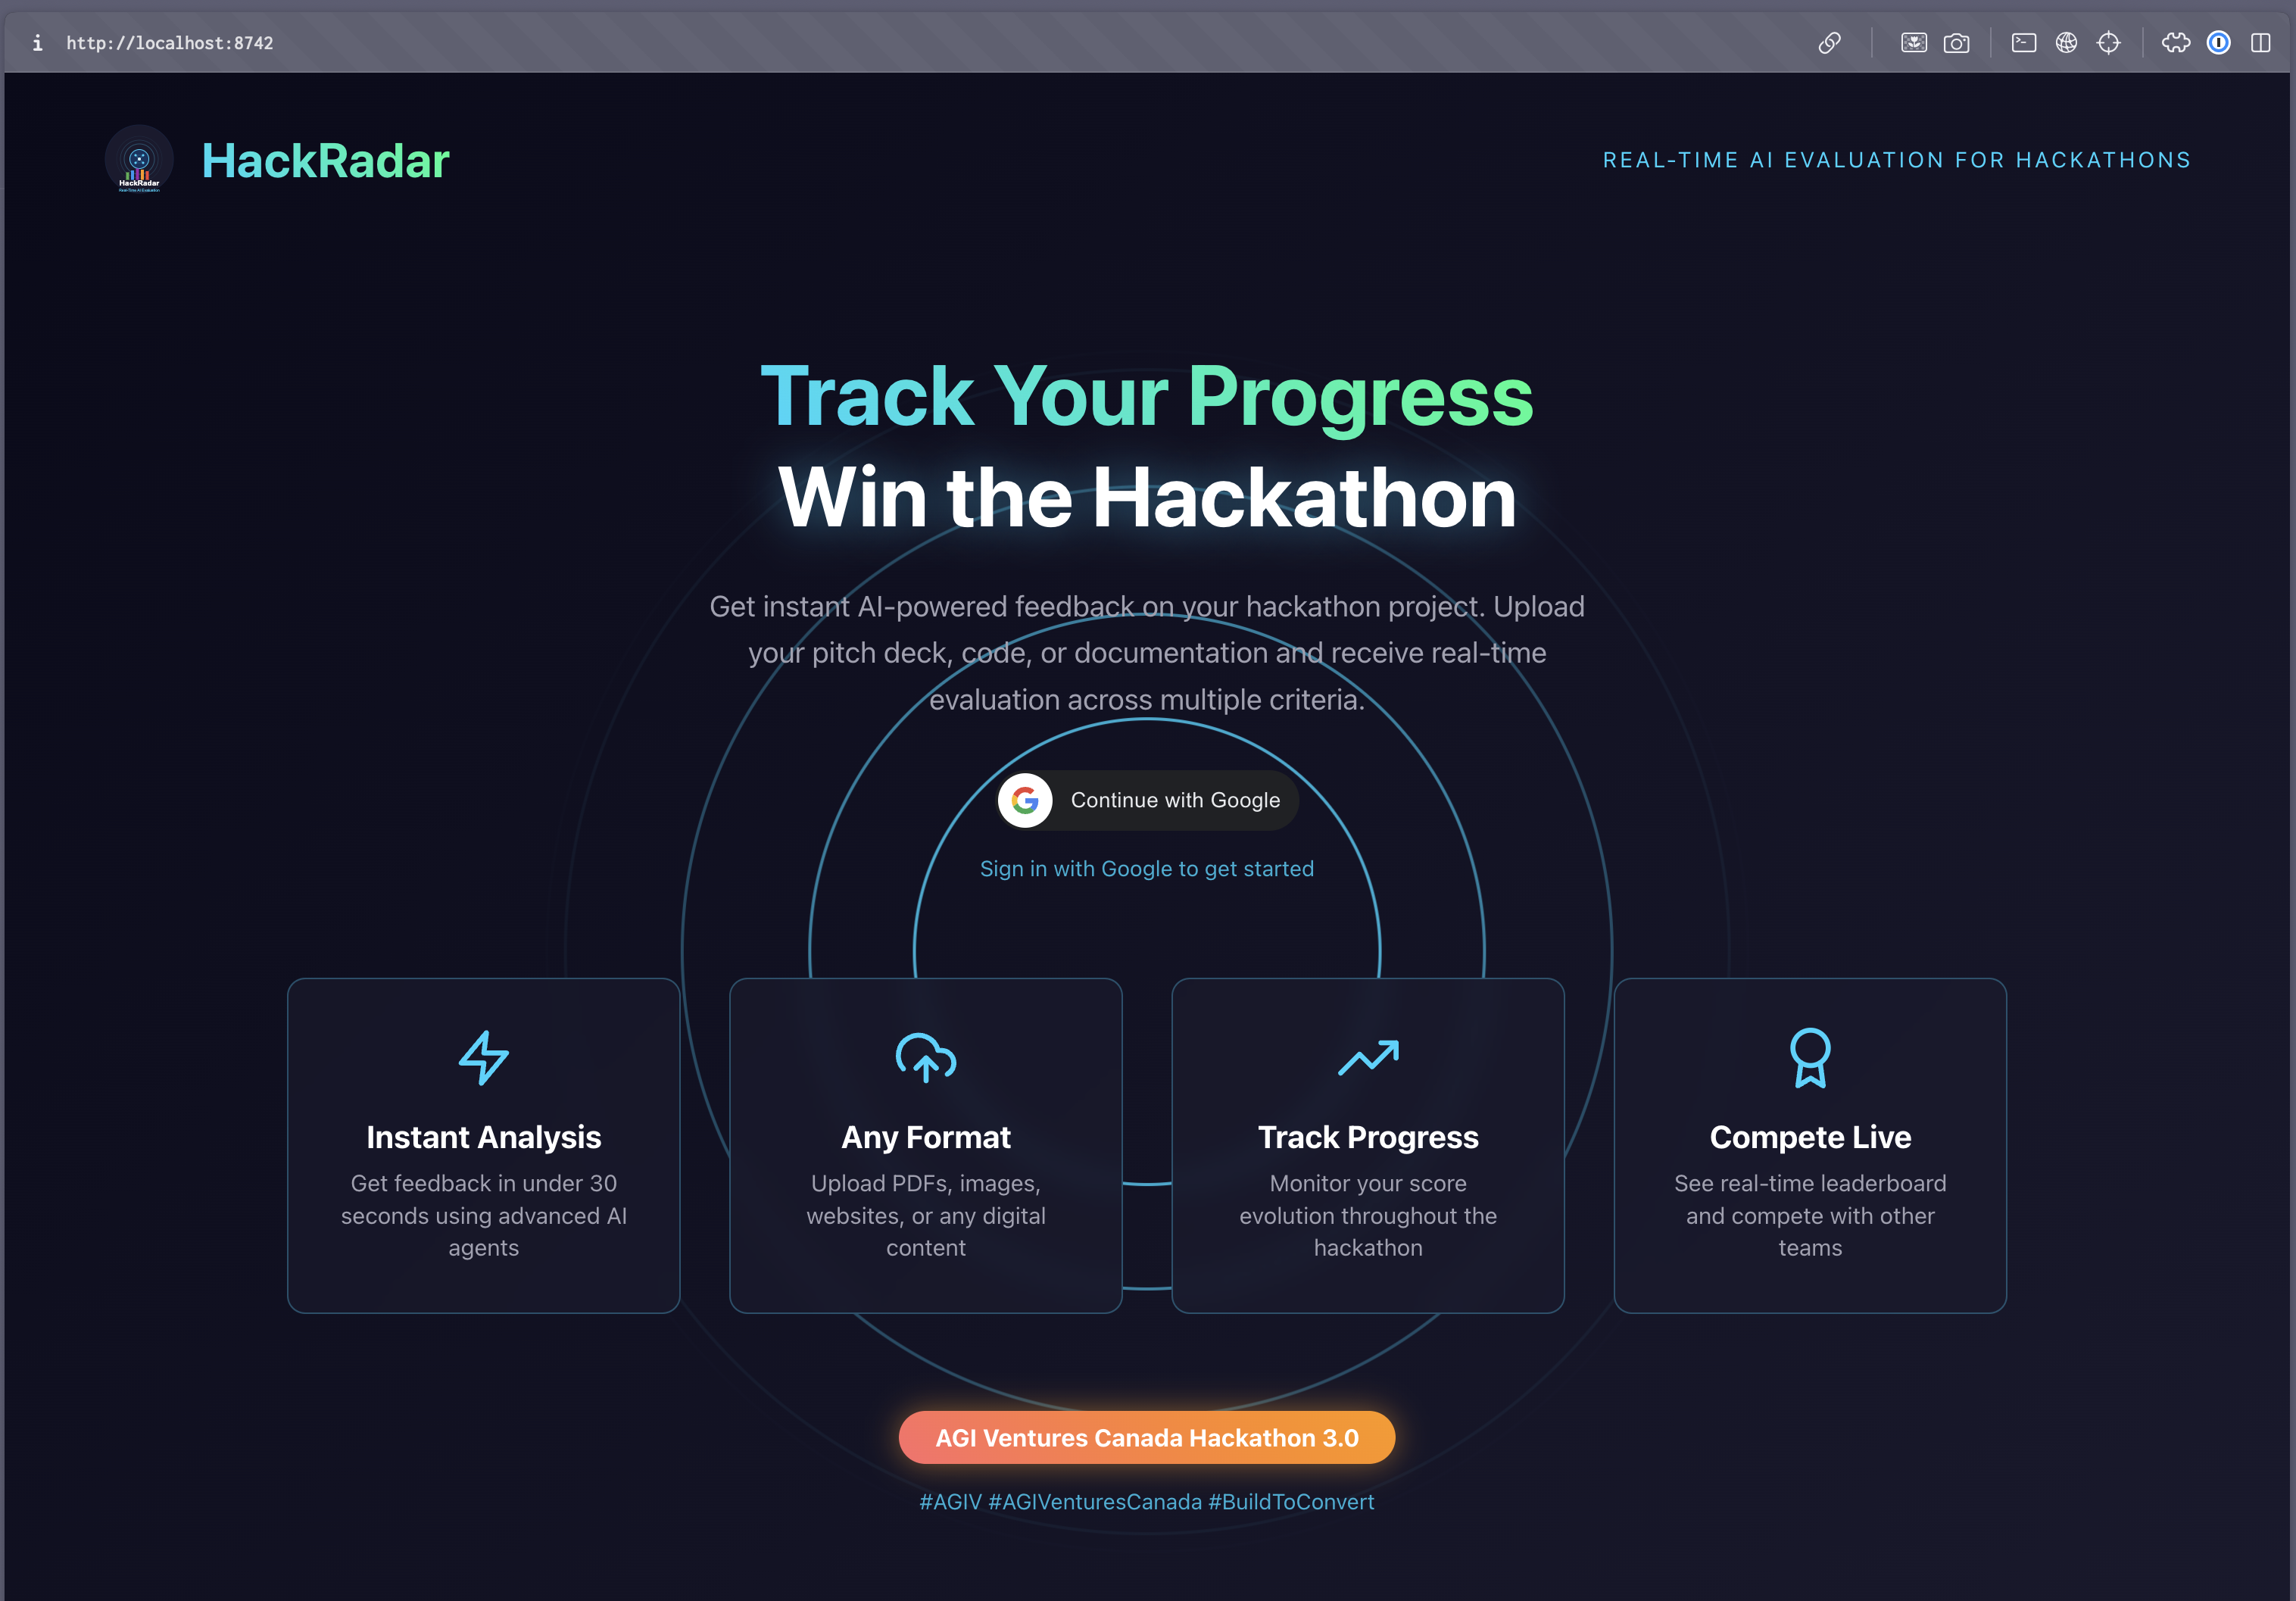 http://localhost:8742
HackRadar
Real-Time AI Evaluation
HackRadar
REAL-TIME AI EVALUATION FOR HACKATHONS
Track Your Progress
Win the Hackathon
Get instant AI-powered feedback on your hackathon project. Upload
your pitch deck, code, or documentation and receive real-time
evaluation across multiple criteria.
Continue with Google
Sign in with Google to get started
Instant Analysis
Get feedback in under 30
seconds using advanced AI
agents
Any Format
Upload PDFs, images,
websites, or any digital
content
Track Progress
Monitor your score
evolution throughout the
hackathon
Compete Live
See real-time leaderboard
and compete with other
teams
AGI Ventures Canada Hackathon 3.0
#AGIV #AGIVenturesCanada #BuildToConvert